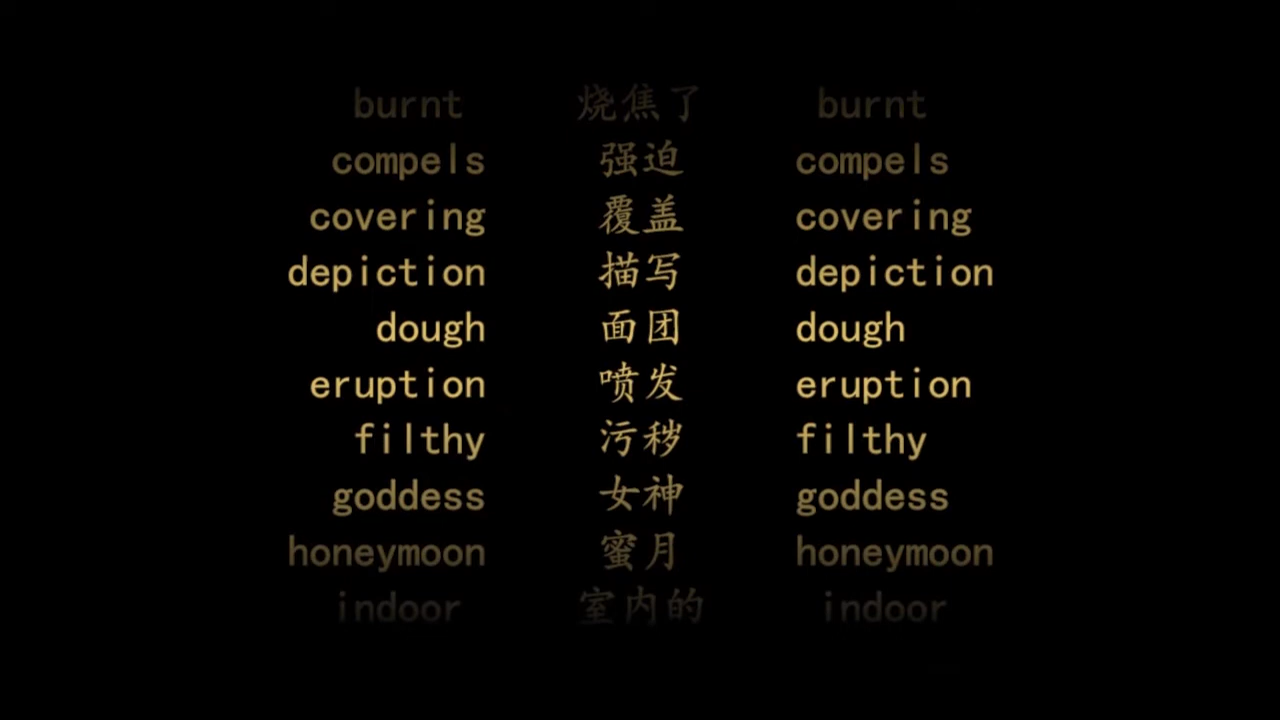 burnt 烧焦了 burnt
compels 强迫 compels
covering 覆盖 covering
depiction 描写 depiction
dough 面团 dough
eruption 喷发 eruption
filthy 污秽 filthy
goddess 女神 goddess
honeymoon 蜜月 honeymoon
indoor 室内的 indoor